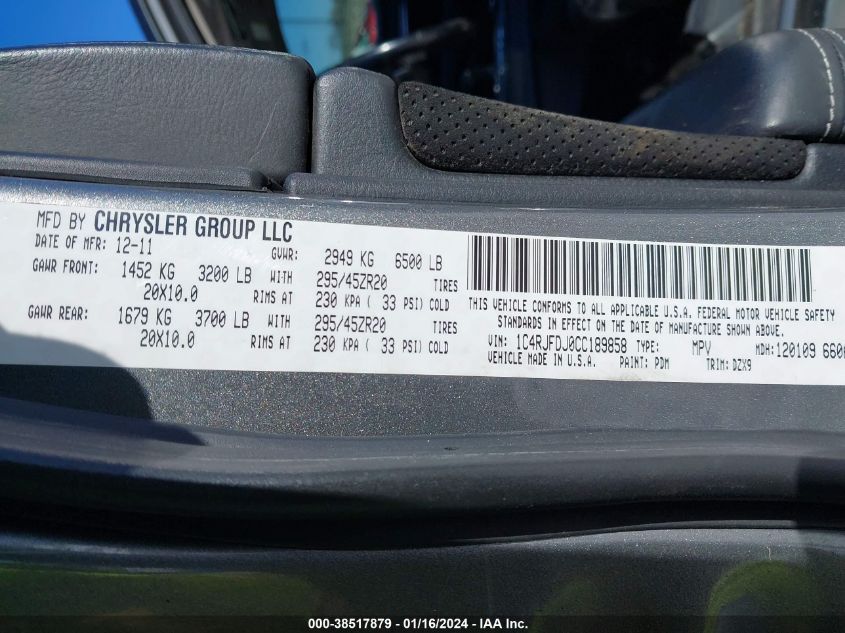 MFD BY CHRYSLER GROUP LLC
DATE OF MFR: 12-11 GVWR: 2949 KG 6500 LB
GAWR FRONT: 1452 KG 3200 LB WITH 295/45ZR20 TIRES
20X10.0 RIMS AT 230 KPA ( 33 PSI) COLD
GAWR REAR: 1679 KG 3700 LB WITH 295/45ZR20 TIRES
20X10.0 RIMS AT 230 KPA ( 33 PSI) COLD
THIS VEHICLE CONFORMS TO ALL APPLICABLE U.S.A. FEDERAL MOTOR VEHICLE SAFETY
STANDARDS IN EFFECT ON THE DATE OF MANUFACTURE SHOWN ABOVE.
VIN: 1C4RJFDJ0CC189858 TYPE: MPV MDH: 120109 660
VEHICLE MADE IN U.S.A. PAINT: PDM TRIM: DZX9
000-38517879 - 01/16/2024 - IAA Inc.